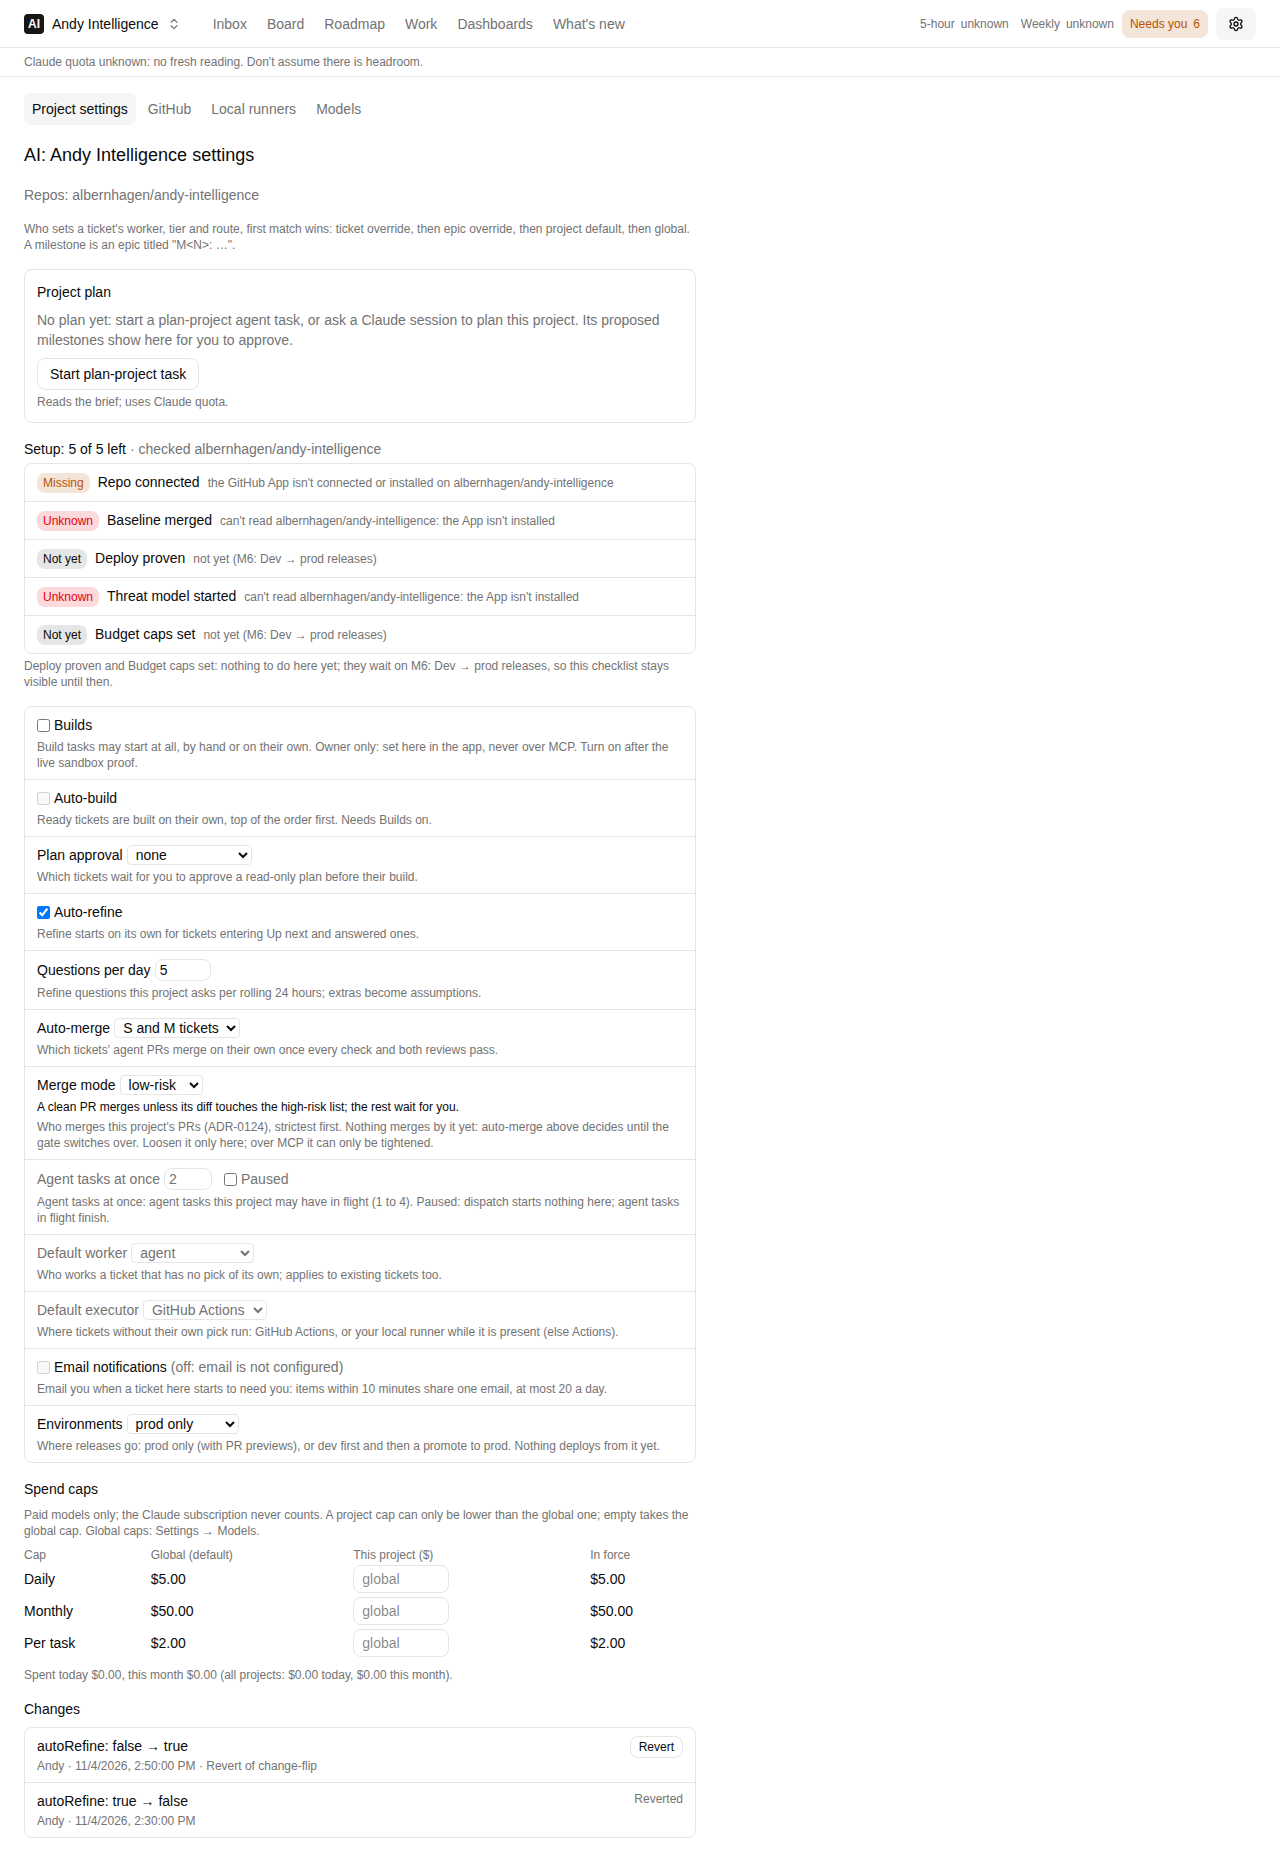 AI Andy Intelligence Inbox Board Roadmap Work Dashboards What's new 5-hour unknown Weekly unknown Needs you 6
Claude quota unknown: no fresh reading. Don't assume there is headroom.
Project settings GitHub Local runners Models
AI: Andy Intelligence settings
Repos: albernhagen/andy-intelligence
Who sets a ticket's worker, tier and route, first match wins: ticket override, then epic override, then project default, then global.
A milestone is an epic titled "M<N>: …".
Project plan
No plan yet: start a plan-project agent task, or ask a Claude session to plan this project. Its proposed
milestones show here for you to approve.
Start plan-project task
Reads the brief; uses Claude quota.
Setup: 5 of 5 left · checked albernhagen/andy-intelligence
Missing Repo connected the GitHub App isn't connected or installed on albernhagen/andy-intelligence
Unknown Baseline merged can't read albernhagen/andy-intelligence: the App isn't installed
Not yet Deploy proven not yet (M6: Dev → prod releases)
Unknown Threat model started can't read albernhagen/andy-intelligence: the App isn't installed
Not yet Budget caps set not yet (M6: Dev → prod releases)
Deploy proven and Budget caps set: nothing to do here yet; they wait on M6: Dev → prod releases, so this checklist stays
visible until then.
Builds
Build tasks may start at all, by hand or on their own. Owner only: set here in the app, never over MCP. Turn on after the
live sandbox proof.
Auto-build
Ready tickets are built on their own, top of the order first. Needs Builds on.
Plan approval none
Which tickets wait for you to approve a read-only plan before their build.
Auto-refine
Refine starts on its own for tickets entering Up next and answered ones.
Questions per day 5
Refine questions this project asks per rolling 24 hours; extras become assumptions.
Auto-merge S and M tickets
Which tickets' agent PRs merge on their own once every check and both reviews pass.
Merge mode low-risk
A clean PR merges unless its diff touches the high-risk list; the rest wait for you.
Who merges this project's PRs (ADR-0124), strictest first. Nothing merges by it yet: auto-merge above decides until the
gate switches over. Loosen it only here; over MCP it can only be tightened.
Agent tasks at once 2 Paused
Agent tasks at once: agent tasks this project may have in flight (1 to 4). Paused: dispatch starts nothing here; agent tasks
in flight finish.
Default worker agent
Who works a ticket that has no pick of its own; applies to existing tickets too.
Default executor GitHub Actions
Where tickets without their own pick run: GitHub Actions, or your local runner while it is present (else Actions).
Email notifications (off: email is not configured)
Email you when a ticket here starts to need you: items within 10 minutes share one email, at most 20 a day.
Environments prod only
Where releases go: prod only (with PR previews), or dev first and then a promote to prod. Nothing deploys from it yet.
Spend caps
Paid models only; the Claude subscription never counts. A project cap can only be lower than the global one; empty takes the
global cap. Global caps: Settings → Models.
Cap Global (default) This project ($) In force
Daily $5.00 global $5.00
Monthly $50.00 global $50.00
Per task $2.00 global $2.00
Spent today $0.00, this month $0.00 (all projects: $0.00 today, $0.00 this month).
Changes
autoRefine: false → true Revert
Andy · 11/4/2026, 2:50:00 PM · Revert of change-flip
autoRefine: true → false Reverted
Andy · 11/4/2026, 2:30:00 PM